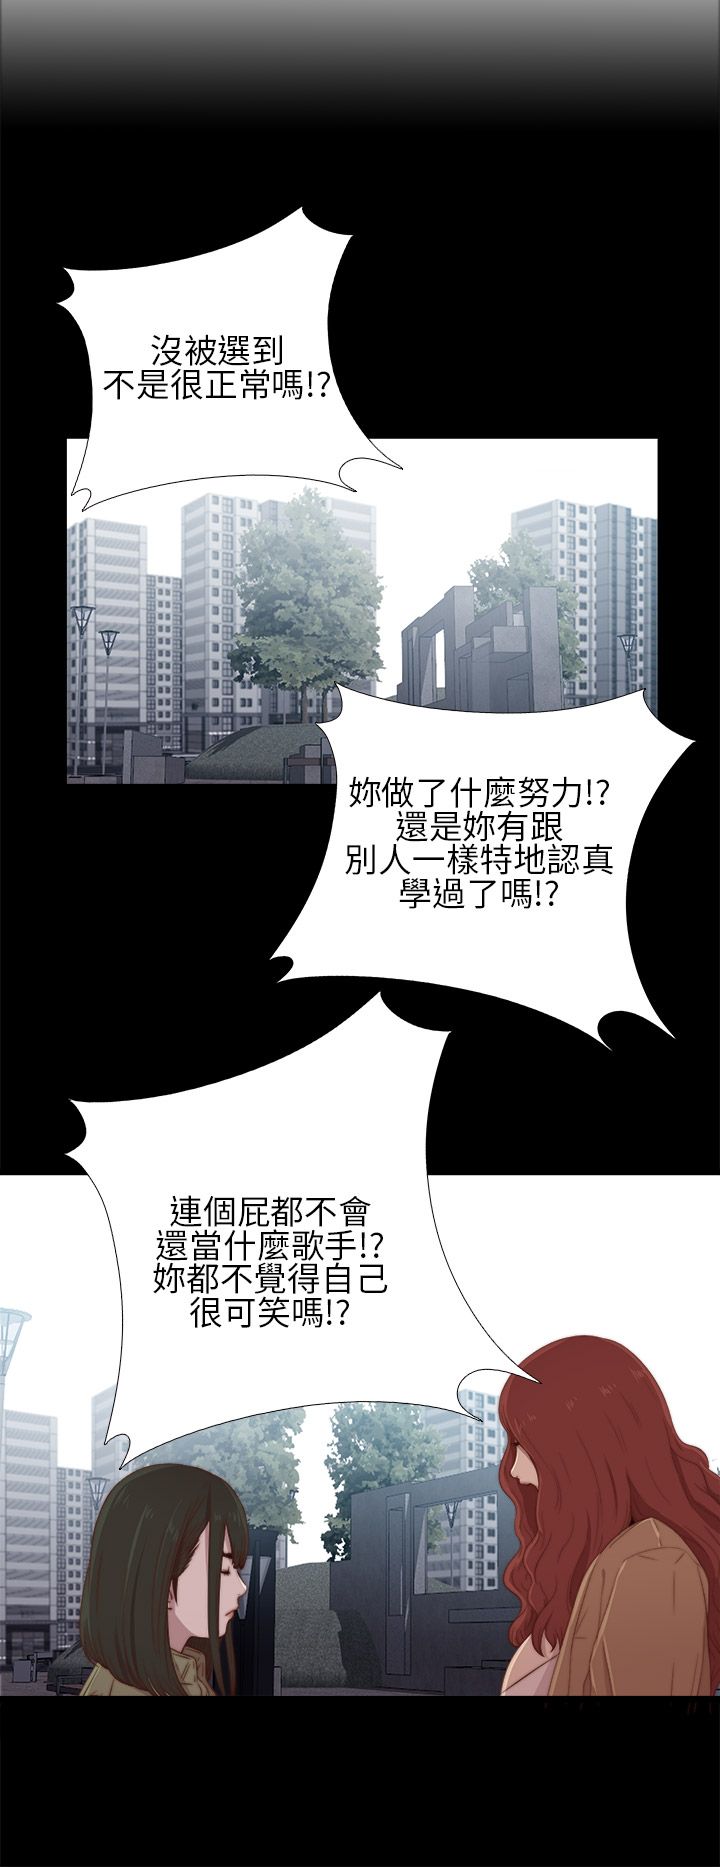 沒被選到
不是很正常嗎!?
妳做了什麼努力!?
還是妳有跟
別人一樣特地認真
學過了嗎!?
連個屁都不會
還當什麼歌手!?
妳都不覺得自己
很可笑嗎!?